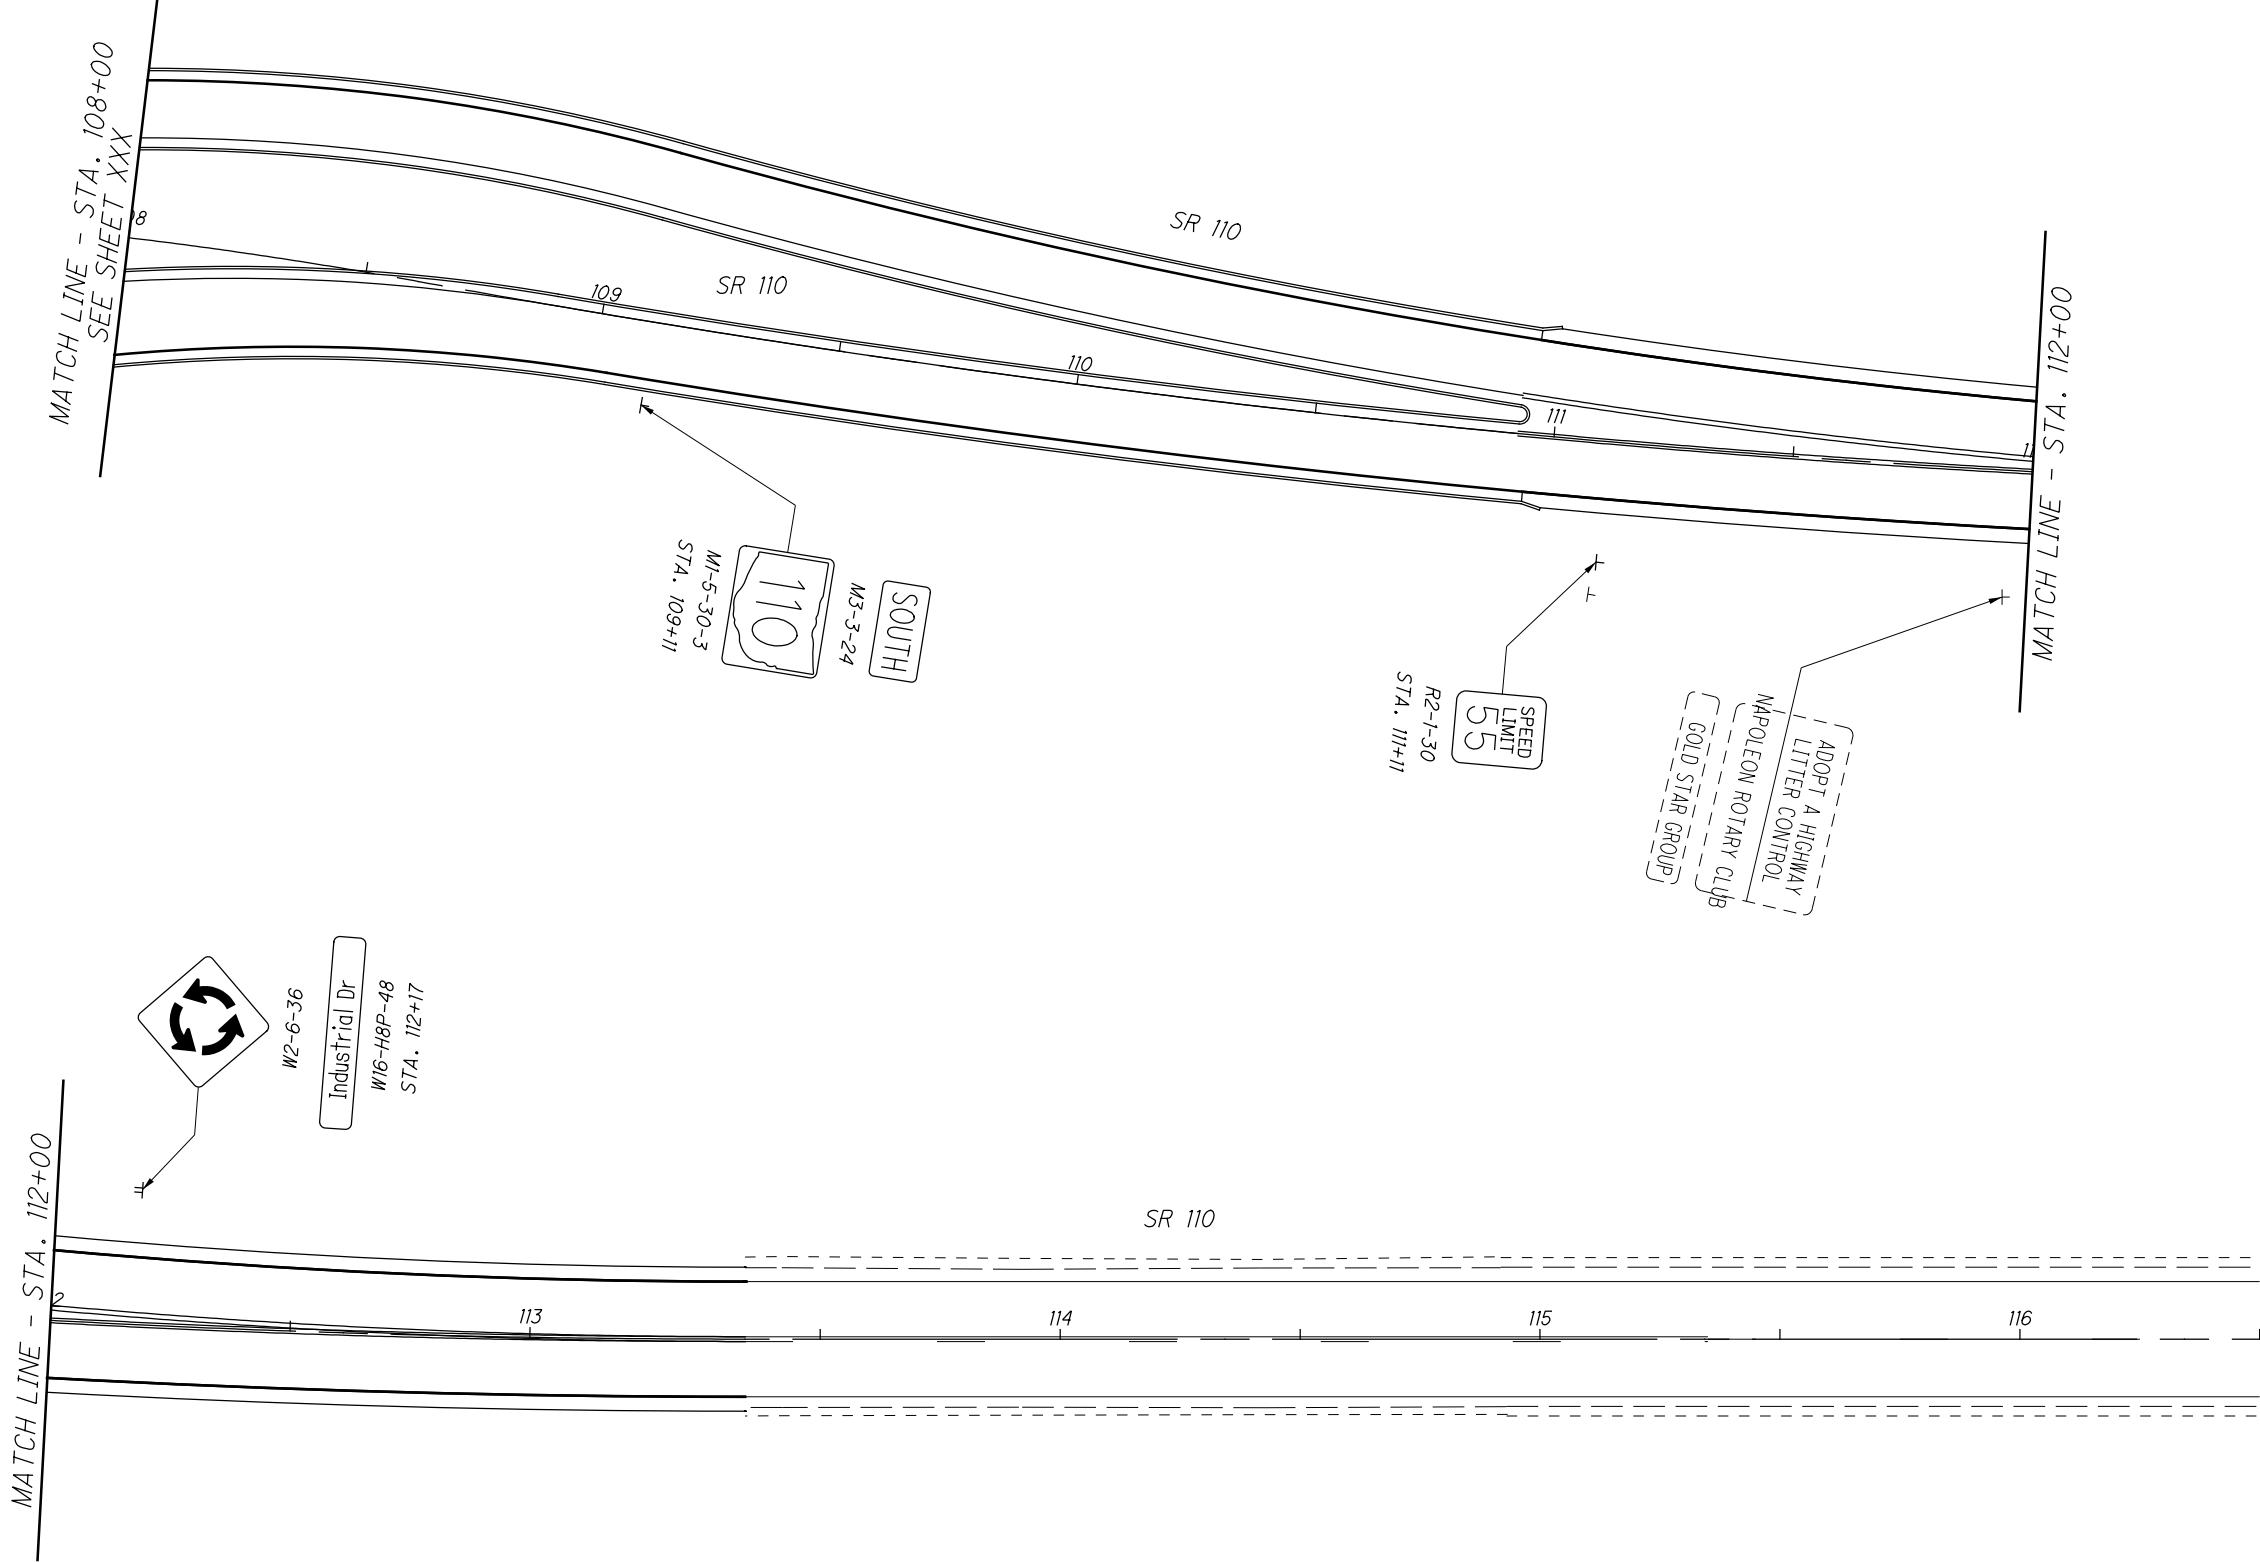 MATCH LINE - STA. 108+00
SEE SHEET XXX
SR 110
SR 110
109
110
111
MATCH LINE - STA. 112+00
110
M1-5-30-3
STA. 109+11
SOUTH
M3-3-24
SPEED
LIMIT
55
R2-1-30
STA. 111+11
ADOPT A HIGHWAY
LITTER CONTROL
NAPOLEON ROTARY CLUB
GOLD STAR GROUP
W2-6-36
Industrial Dr
W16-H8P-48
STA. 112+17
MATCH LINE - STA. 112+00
SR 110
113
114
115
116